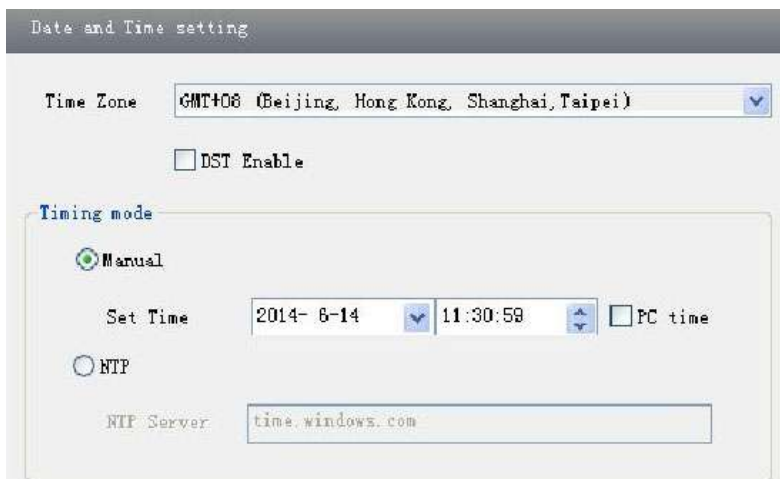 Date and Time setting
Time Zone GMT+08 (Beijing, Hong Kong, Shanghai,Taipei)
DST Enable
Timing mode
Manual
Set Time 2014- 6-14 11:30:59 PC time
NTP
NTP Server time.windows.com